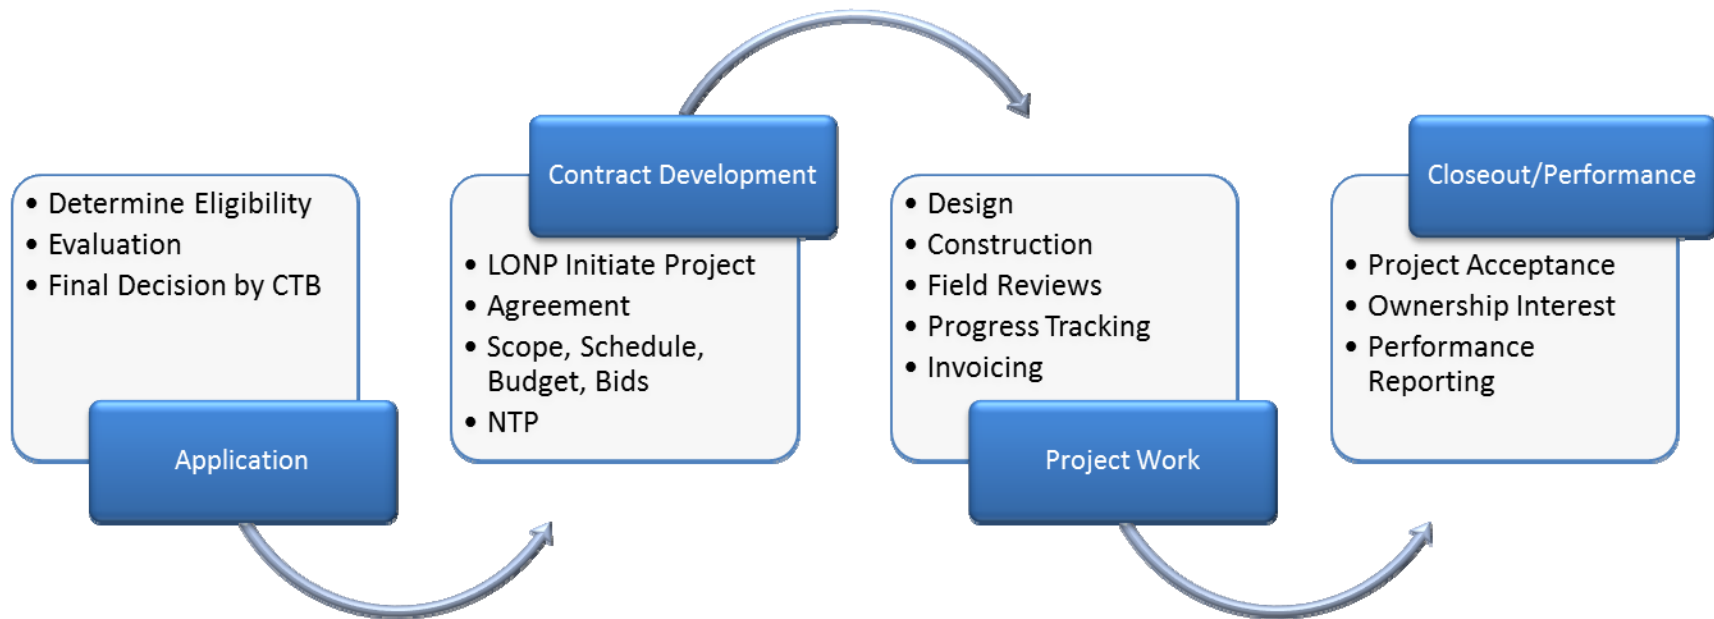 • Determine Eligibility
• Evaluation
• Final Decision by CTB
Application
Contract Development
• LONP Initiate Project
• Agreement
• Scope, Schedule,
Budget, Bids
• NTP
• Design
• Construction
• Field Reviews
• Progress Tracking
• Invoicing
Project Work
Closeout/Performance
• Project Acceptance
• Ownership Interest
• Performance
Reporting